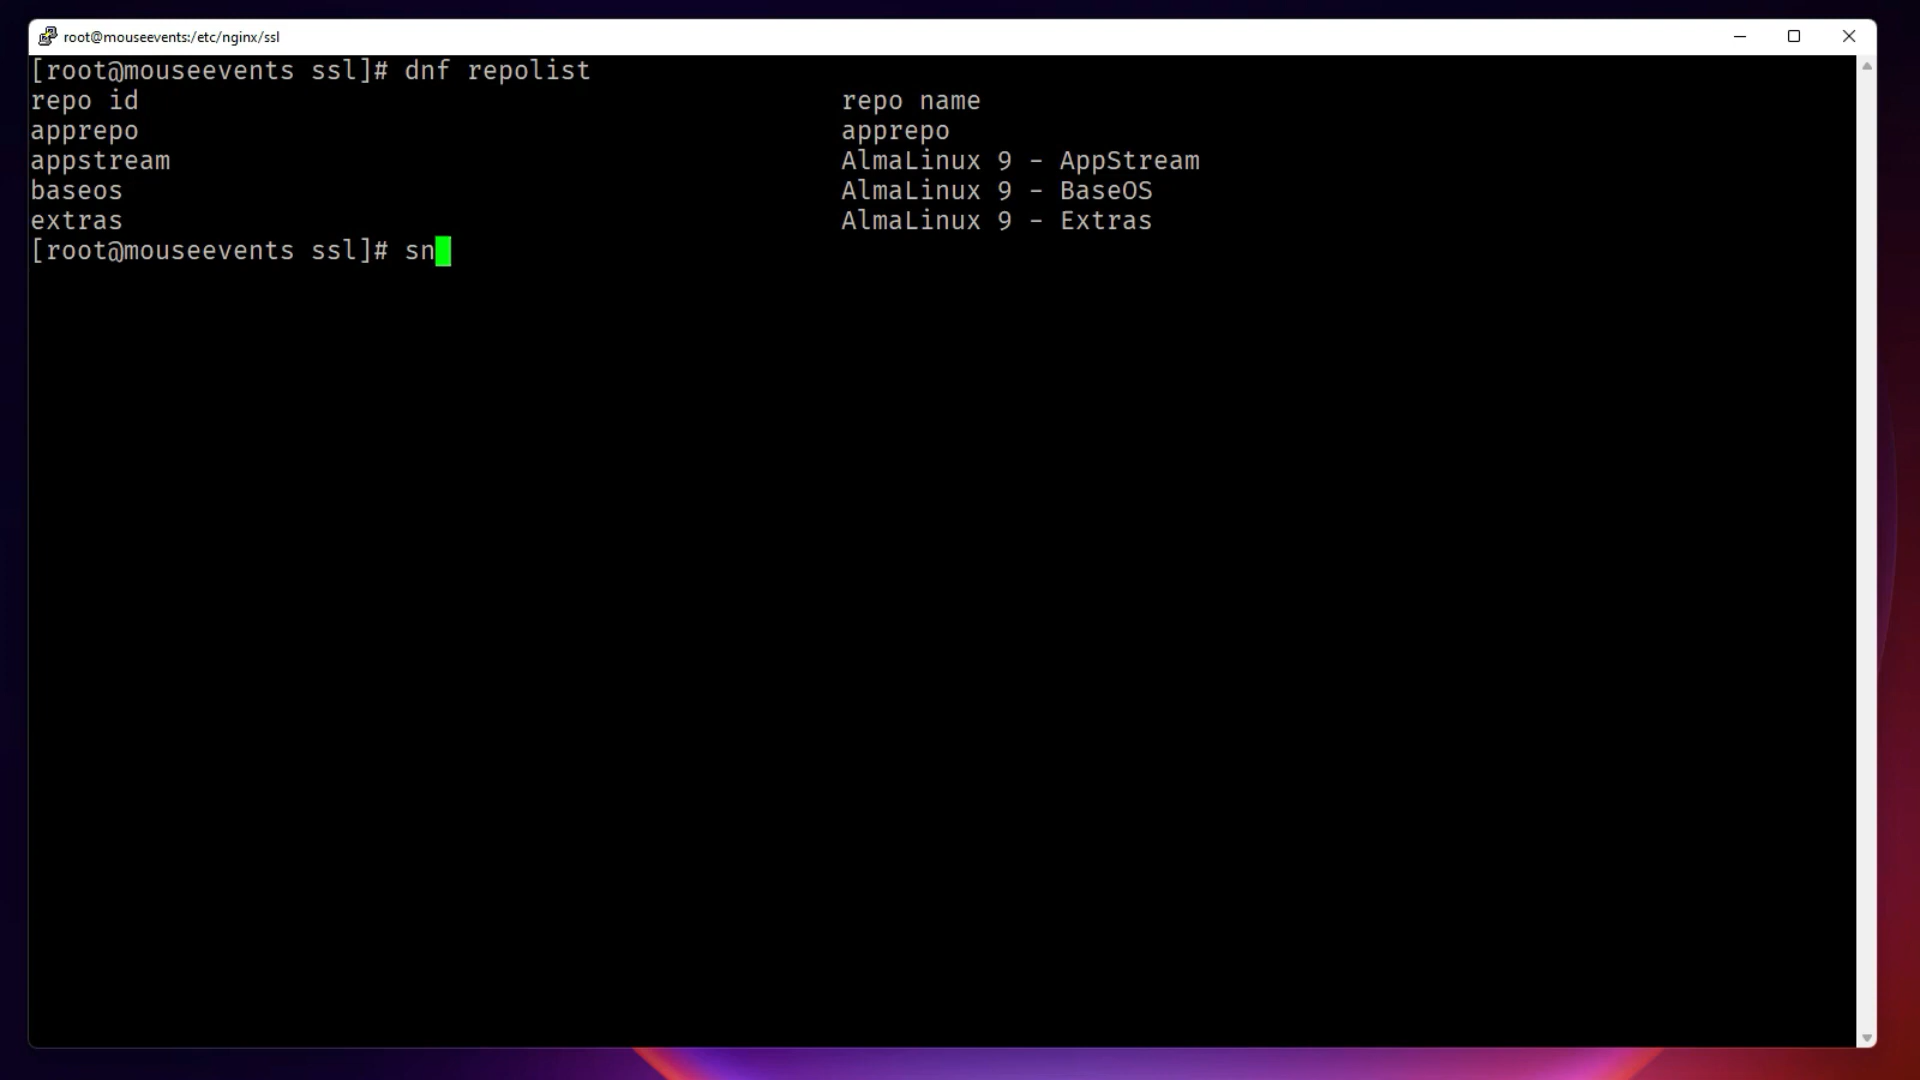 root@mouseevents:/etc/nginx/ssl
[root@mouseevents ssl]# dnf repolist
repo id repo name
apprepo apprepo
appstream AlmaLinux 9 - AppStream
baseos AlmaLinux 9 - BaseOS
extras AlmaLinux 9 - Extras
[root@mouseevents ssl]# sn